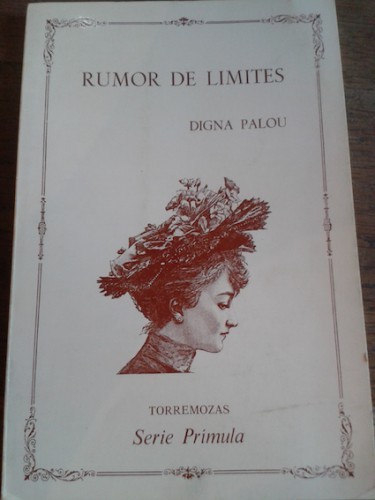 RUMOR DE LIMITES
DIGNA PALOU
TORREMOZAS
Serie Primula